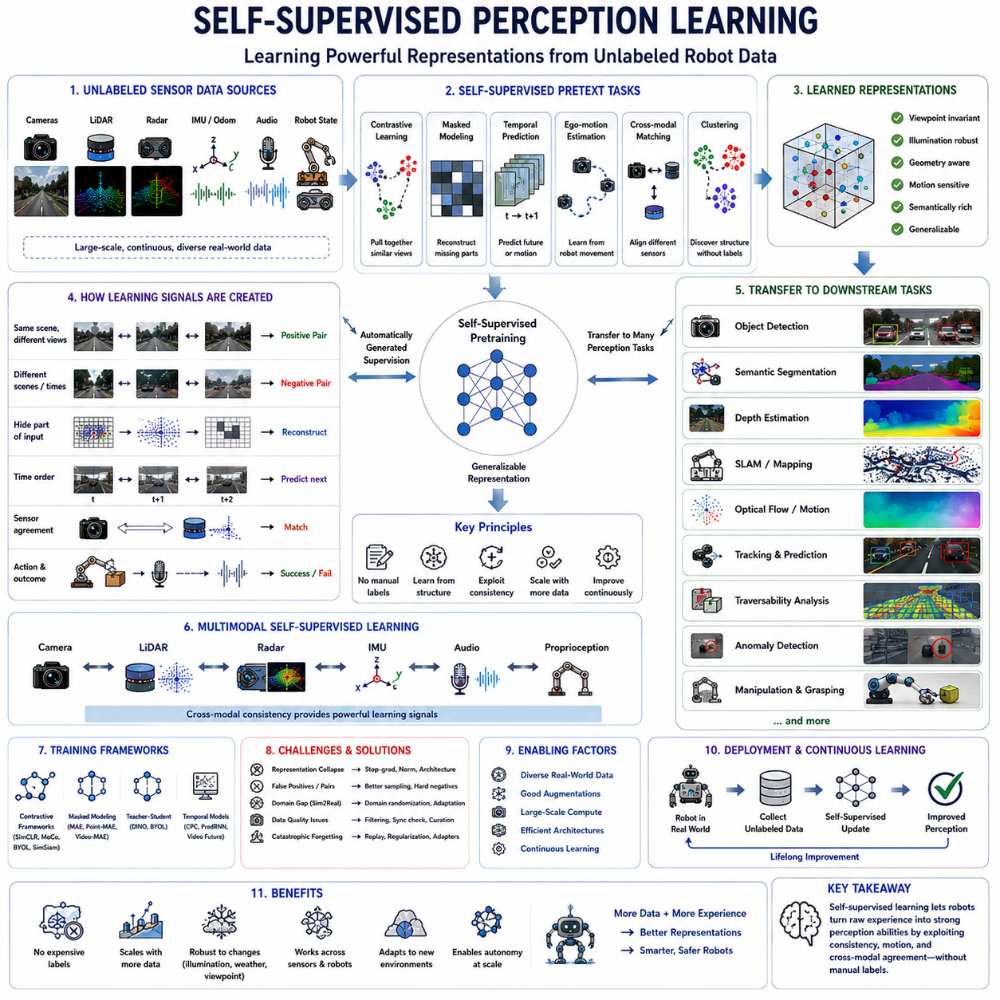 SELF-SUPERVISED PERCEPTION LEARNING
Learning Powerful Representations from Unlabeled Robot Data
1. UNLABELED SENSOR DATA SOURCES
Cameras
LiDAR
Radar
IMU / Odom
Audio
Robot State
Z
X
y
c
Large-scale, continuous, diverse real-world data
2. SELF-SUPERVISED PRETEXT TASKS
Contrastive
Learning
Pull together
similar views
Masked
Modeling
Reconstruct
missing parts
Temporal
Prediction
t → t+1
Predict future
or motion
Ego-motion
Estimation
Learn from
robot movement
Cross-modal
Matching
Align different
sensors
Clustering
Discover structure
without labels
3. LEARNED REPRESENTATIONS
Viewpoint invariant
Illumination robust
Geometry aware
Motion sensitive
Semantically rich
Generalizable
4. HOW LEARNING SIGNALS ARE CREATED
Same scene,
different views
Positive Pair
Different
scenes / times
Negative Pair
Hide part
of input
Reconstruct
Time order
t
t+1
t+2
Predict next
Sensor
agreement
Match
Action &
outcome
Success / Fail
Automatically
Generated
Supervision
Self-Supervised
Pretraining
Transfer to Many
Perception Tasks
Generalizable
Representation
Key Principles
No manual
labels
Learn from
structure
Exploit
consistency
Scale with
more data
Improve
continuously
5. TRANSFER TO DOWNSTREAM TASKS
Object Detection
Semantic Segmentation
Depth Estimation
SLAM / Mapping
Optical Flow / Motion
Tracking & Prediction
Traversability Analysis
Anomaly Detection
Manipulation & Grasping
... and more
6. MULTIMODAL SELF-SUPERVISED LEARNING
Camera
LiDAR
Radar
IMU
Audio
Proprioception
Z
X
y
c
Cross-modal consistency provides powerful learning signals
7. TRAINING FRAMEWORKS
Contrastive
Frameworks
(SimCLR, MoCo,
BYOL, SimSiam)
Masked Modeling
(MAE, Point-MAE,
Video-MAE)
Teacher-Student
(DINO, BYOL)
Temporal Models
(CPC, PredRNN,
Video Future)
8. CHALLENGES & SOLUTIONS
Representation Collapse → Stop-grad, Norm, Architecture
False Positives / Pairs → Better sampling, Hard negatives
Domain Gap (Sim2Real) → Domain randomization, Adaptation
Data Quality Issues → Filtering, Sync check, Curation
Catastrophic Forgetting → Replay, Regularization, Adapters
9. ENABLING FACTORS
Diverse Real-World Data
Good Augmentations
Large-Scale Compute
Efficient Architectures
Continuous Learning
10. DEPLOYMENT & CONTINUOUS LEARNING
Robot in
Real World
Collect
Unlabeled Data
Self-Supervised
Update
Improved
Perception
Lifelong Improvement
11. BENEFITS
No expensive
labels
Scales with
more data
Robust to changes
(illumination, weather,
viewpoint)
Works across
sensors & robots
Adapts to new
environments
Enables autonomy
at scale
More Data + More Experience
→ Better Representations
→ Smarter, Safer Robots
KEY TAKEAWAY
Self-supervised learning lets robots
turn raw experience into strong
perception abilities by exploiting
consistency, motion, and
cross-modal agreement—without
manual labels.